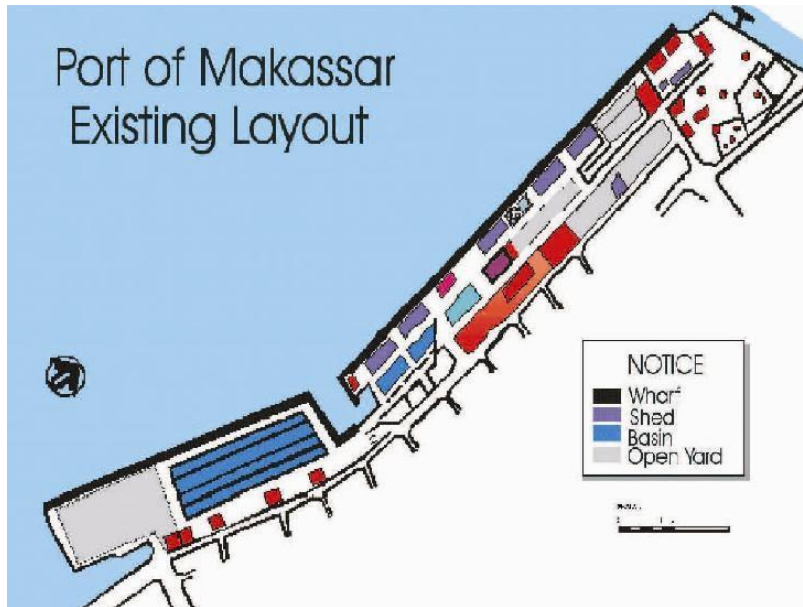 Port of Makassar
Existing Layout
NOTICE
Wharf
Shed
Basin
Open Yard